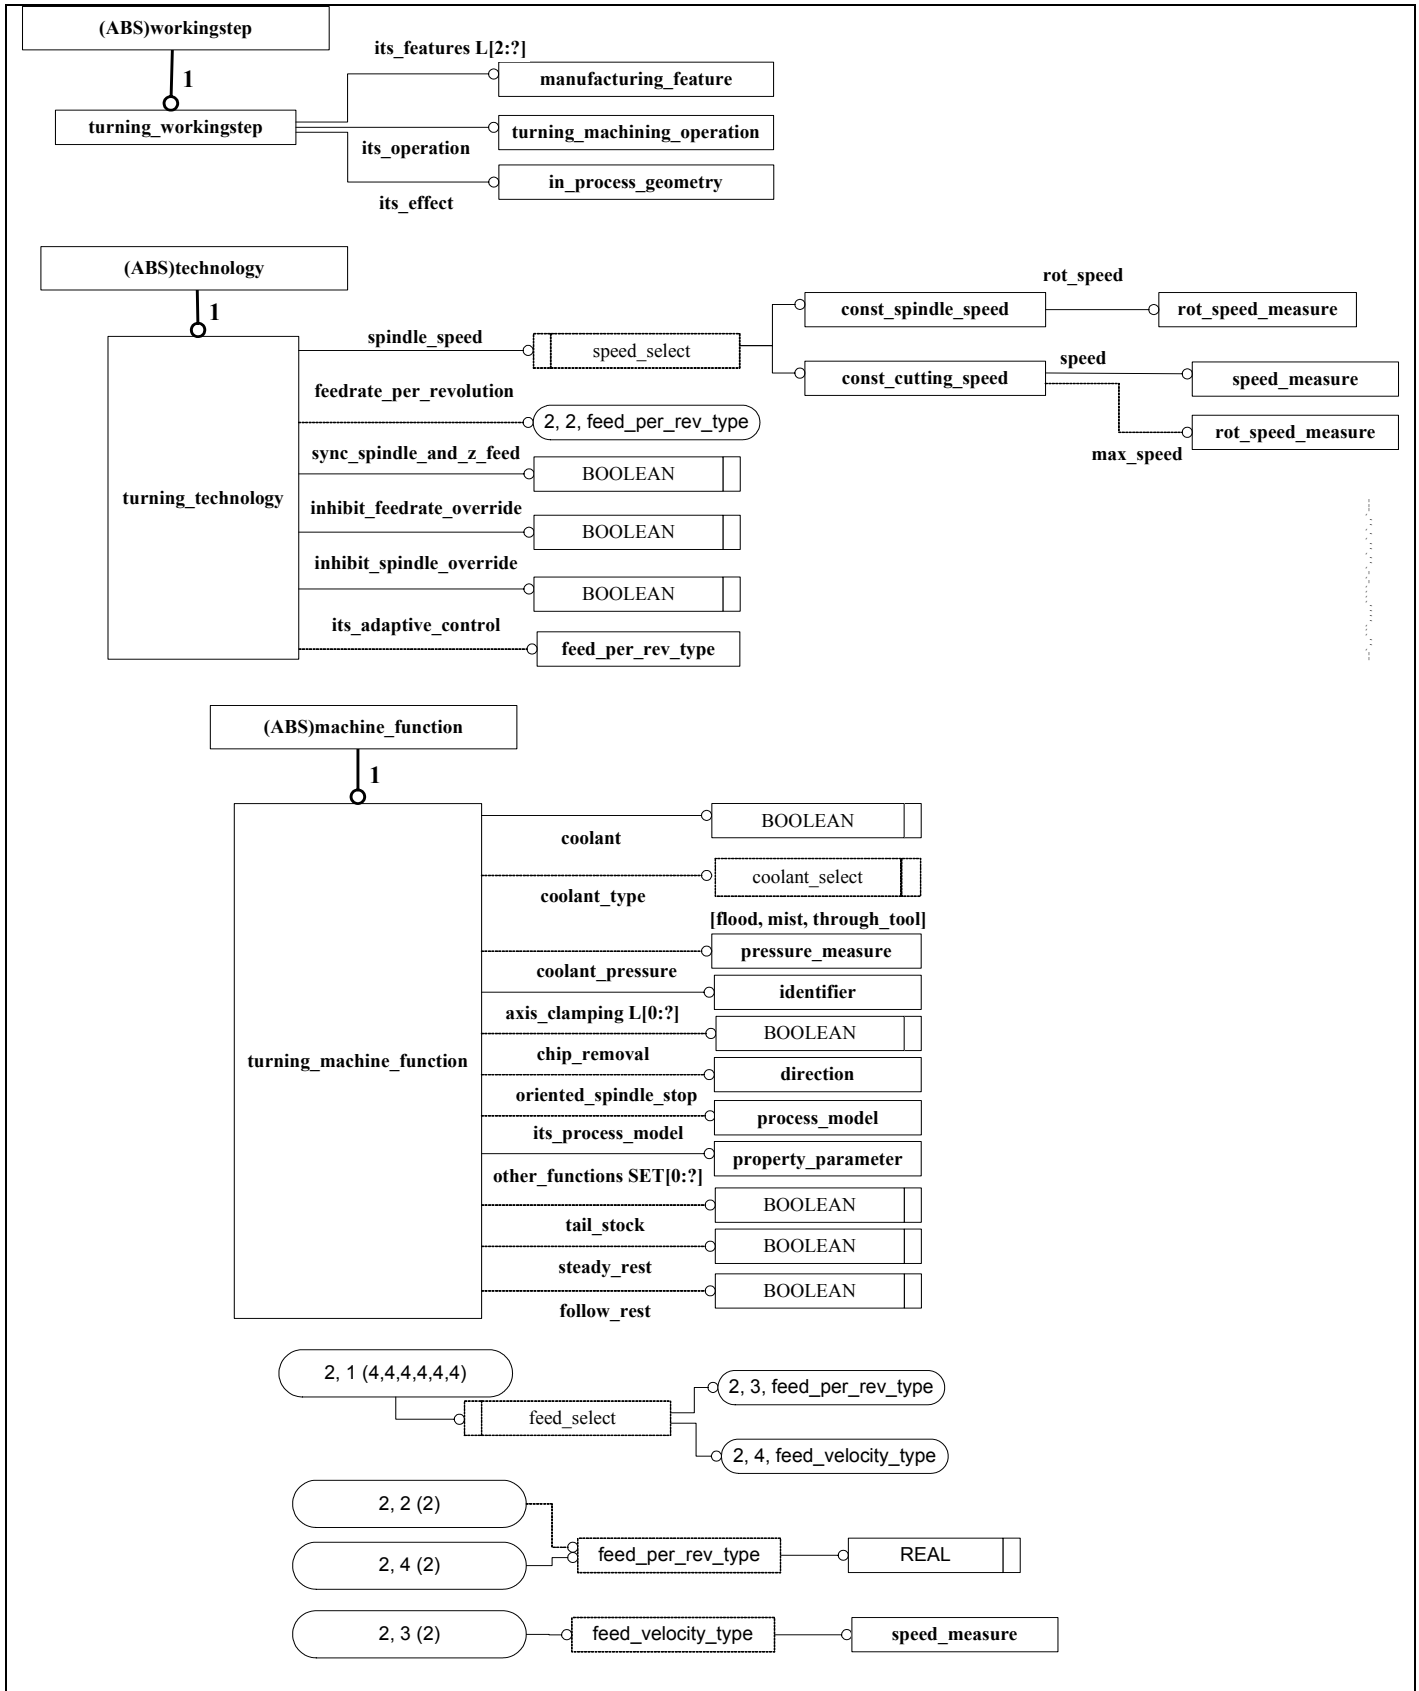 (ABS)workingstep
1
its_features L[2:?]
manufacturing_feature
turning_workingstep
turning_machining_operation
its_operation
in_process_geometry
its_effect
(ABS)technology
1
rot_speed
const_spindle_speed
rot_speed_measure
spindle_speed
speed_select
speed
const_cutting_speed
speed_measure
feedrate_per_revolution
2, 2, feed_per_rev_type
rot_speed_measure
max_speed
sync_spindle_and_z_feed
BOOLEAN
turning_technology
inhibit_feedrate_override
BOOLEAN
inhibit_spindle_override
BOOLEAN
its_adaptive_control
feed_per_rev_type
(ABS)machine_function
1
BOOLEAN
coolant
coolant_select
coolant_type
[flood, mist, through_tool]
pressure_measure
coolant_pressure
identifier
axis_clamping L[0:?]
BOOLEAN
chip_removal
turning_machine_function
direction
oriented_spindle_stop
process_model
its_process_model
property_parameter
other_functions SET[0:?]
BOOLEAN
tail_stock
BOOLEAN
steady_rest
BOOLEAN
follow_rest
2, 1 (4,4,4,4,4,4)
2, 3, feed_per_rev_type
feed_select
2, 4, feed_velocity_type
2, 2 (2)
feed_per_rev_type
REAL
2, 4 (2)
2, 3 (2)
feed_velocity_type
speed_measure